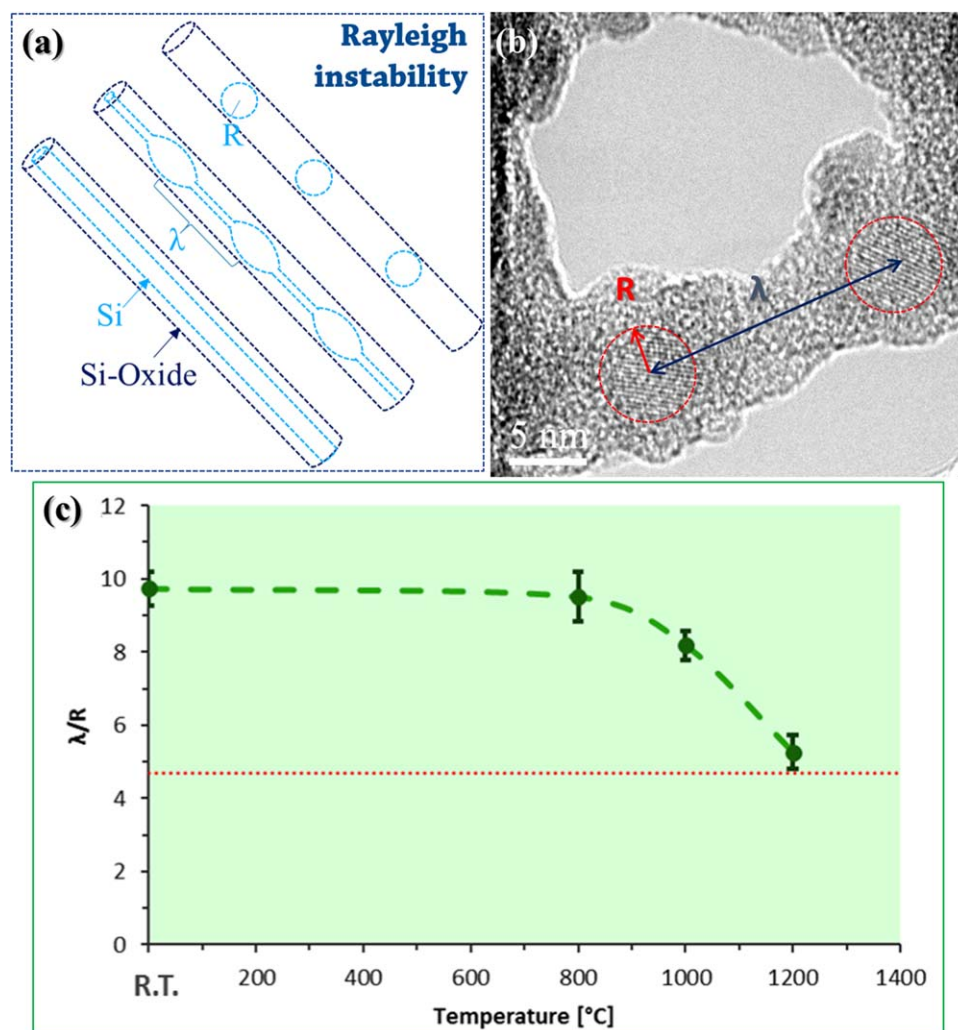 (a)
Rayleigh
instability
R
λ
Si
Si-Oxide
(b)
R
λ
5 nm
(c)
12
10
8
6
4
2
0
λ/R
R.T.
200
400
600
800
1000
1200
1400
Temperature [°C]